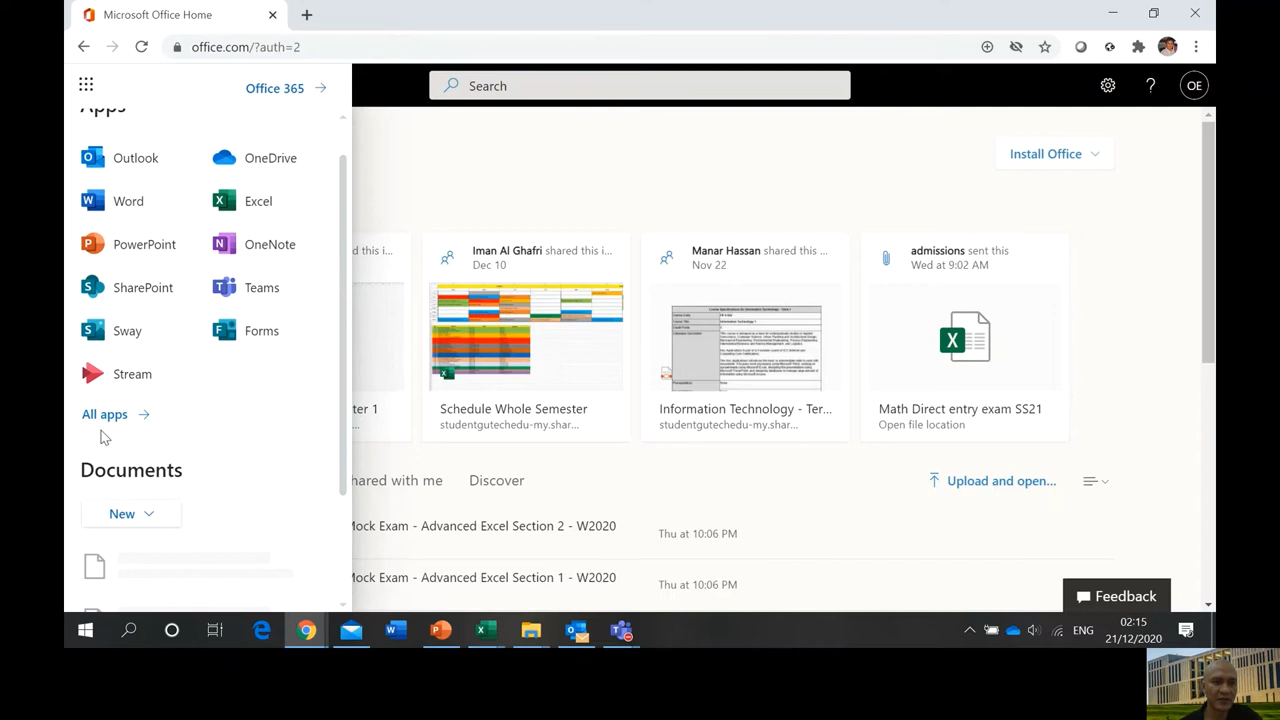 Microsoft Office Home
office.com/?auth=2
Office 365
Search
OE
Apps
Outlook
OneDrive
Word
Excel
PowerPoint
OneNote
SharePoint
Teams
Sway
Forms
Stream
All apps
Documents
New
Install Office
d this i...
Iman Al Ghafri shared this i...
Dec 10
Manar Hassan shared this ...
Nov 22
admissions sent this
Wed at 9:02 AM
ter 1
...
Schedule Whole Semester
studentgutechedu-my.shar...
Information Technology - Ter...
studentgutechedu-my.shar...
Math Direct entry exam SS21
Open file location
hared with me
Discover
Upload and open...
Mock Exam - Advanced Excel Section 2 - W2020
Thu at 10:06 PM
Mock Exam - Advanced Excel Section 1 - W2020
Thu at 10:06 PM
Feedback
ENG
02:15
21/12/2020